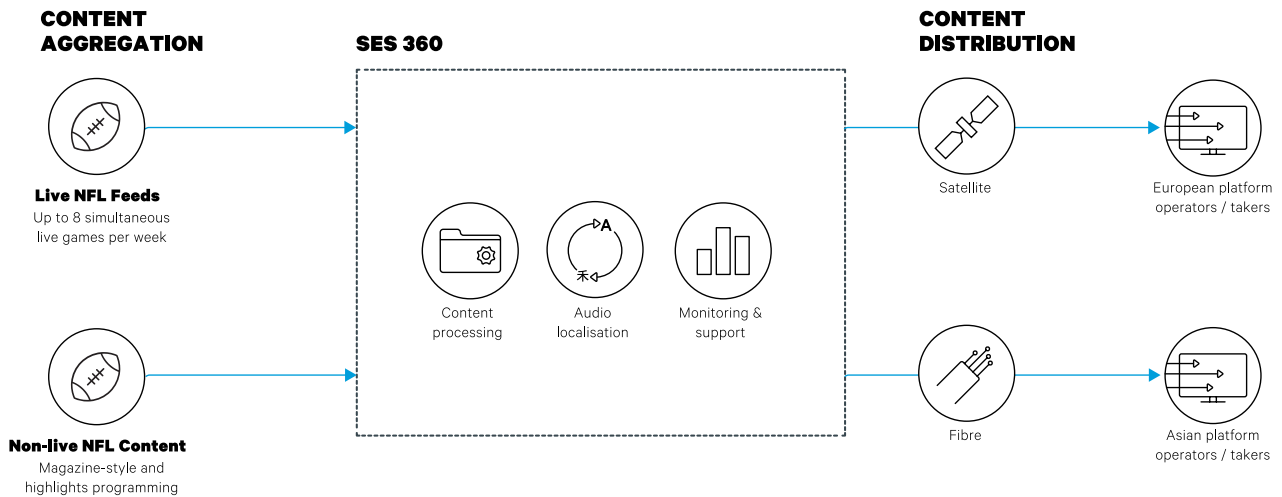 CONTENT
AGGREGATION
SES 360
CONTENT
DISTRIBUTION
Live NFL Feeds
Up to 8 simultaneous
live games per week
Non-live NFL Content
Magazine-style and
highlights programming
A
禾
Content
processing
Audio
localisation
Monitoring &
support
Satellite
European platform
operators / takers
Fibre
Asian platform
operators / takers